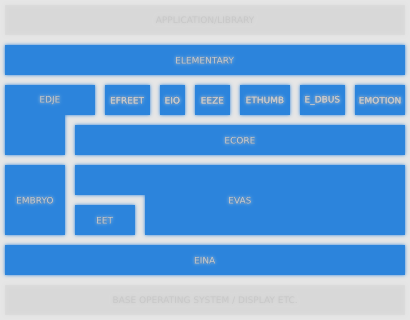 APPLICATION/LIBRARY
ELEMENTARY
EDJE
EFREET
EIO
EEZE
ETHUMB
E_DBUS
EMOTION
ECORE
EMBRYO
EVAS
EET
EINA
BASE OPERATING SYSTEM / DISPLAY ETC.